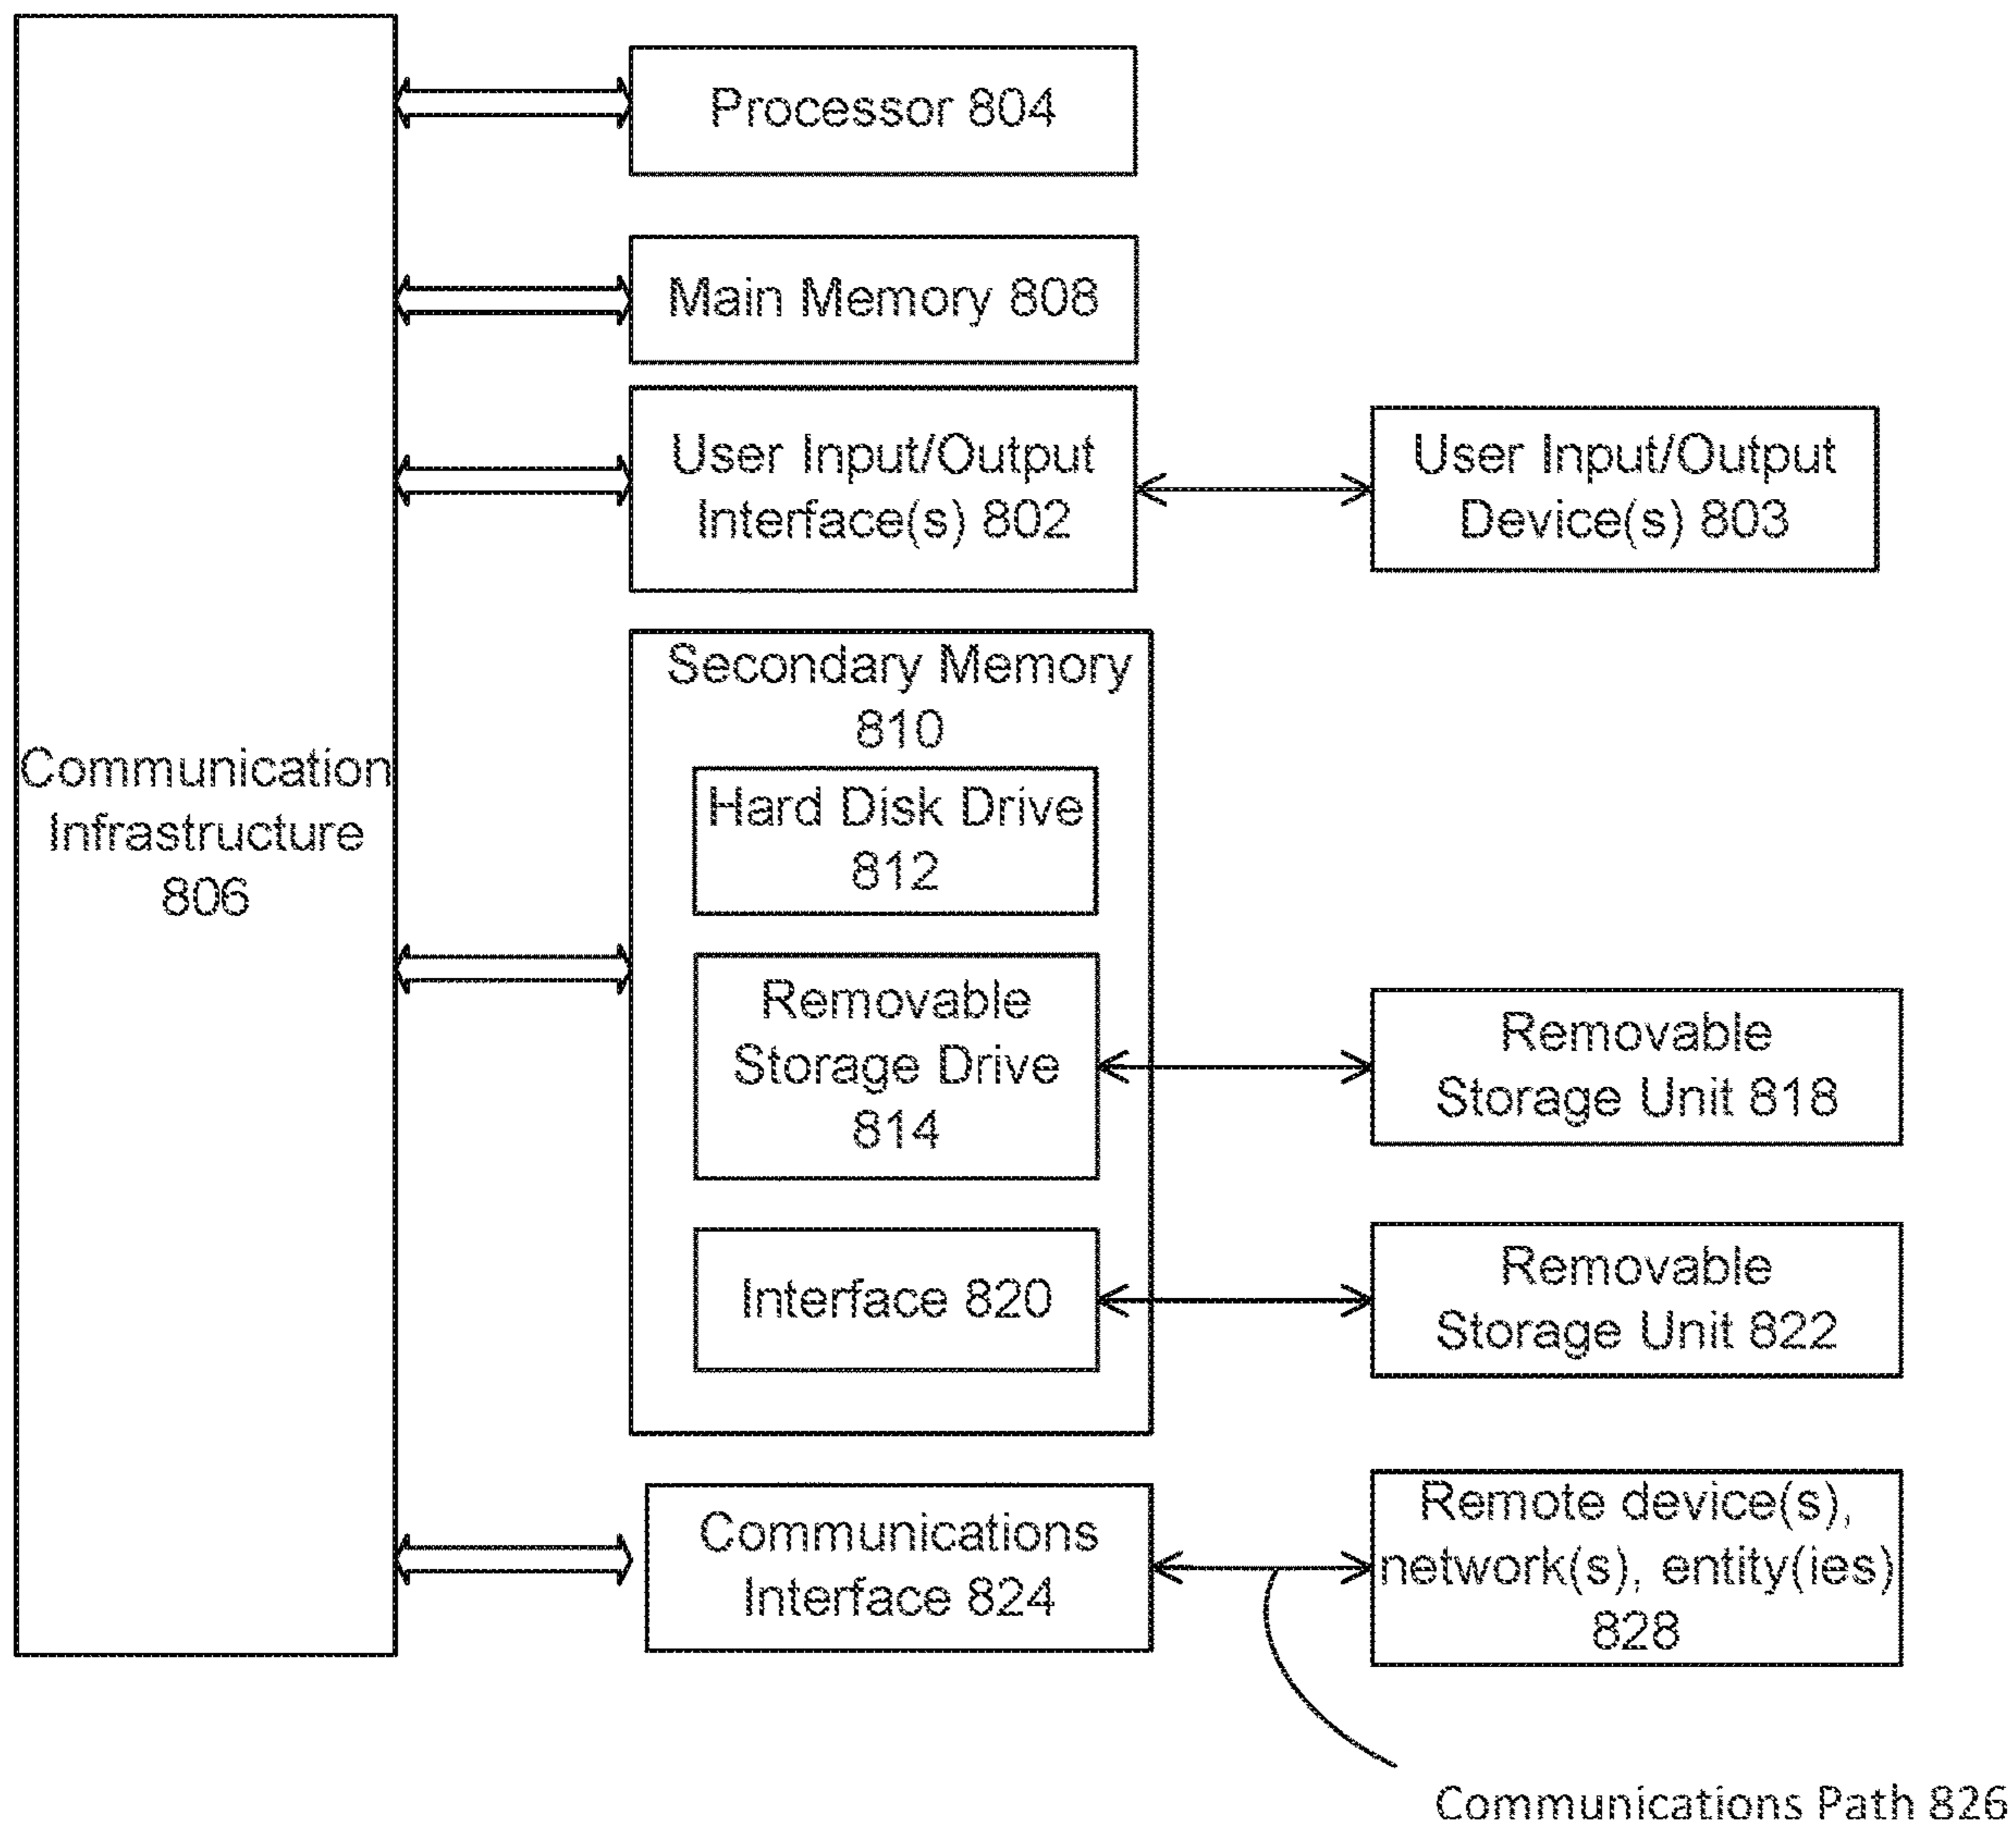 Processor 804
Main Memory 808
User Input/Output
Interface(s) 802
User Input/Output
Device(s) 803
Secondary Memory
810
Communication
Infrastructure
806
Hard Disk Drive
812
Removable
Storage Drive
814
Removable
Storage Unit 818
Interface 820
Removable
Storage Unit 822
Communications
Interface 824
Remote device(s),
network(s), entity(ies)
828
Communications Path 826